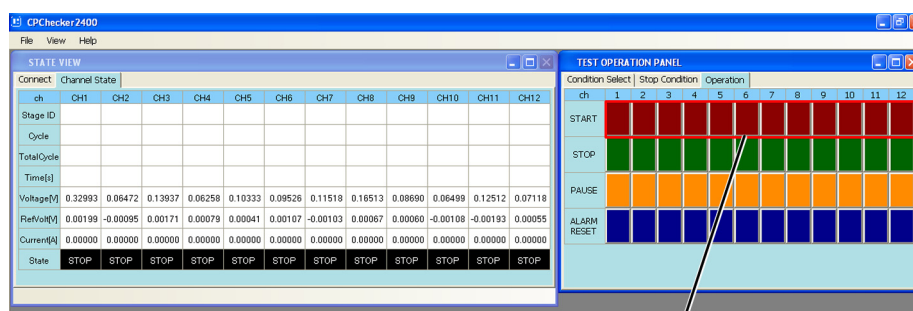 CPChecker2400
File View Help
STATE VIEW
Connect Channel State
ch CH1 CH2 CH3 CH4 CH5 CH6 CH7 CH8 CH9 CH10 CH11 CH12
Stage ID
Cycle
TotalCycle
Time[s]
Voltage[V] 0.32993 0.06472 0.13937 0.06258 0.10333 0.09526 0.11518 0.16513 0.08690 0.06499 0.12512 0.07118
RefVolt[V] 0.00199 -0.00095 0.00171 0.00079 0.00041 0.00107 -0.00103 0.00067 0.00060 -0.00108 -0.00193 0.00055
Current[A] 0.00000 0.00000 0.00000 0.00000 0.00000 0.00000 0.00000 0.00000 0.00000 0.00000 0.00000 0.00000
State STOP STOP STOP STOP STOP STOP STOP STOP STOP STOP STOP STOP
TEST OPERATION PANEL
Condition Select Stop Condition Operation
ch 1 2 3 4 5 6 7 8 9 10 11 12
START
STOP
PAUSE
ALARM
RESET